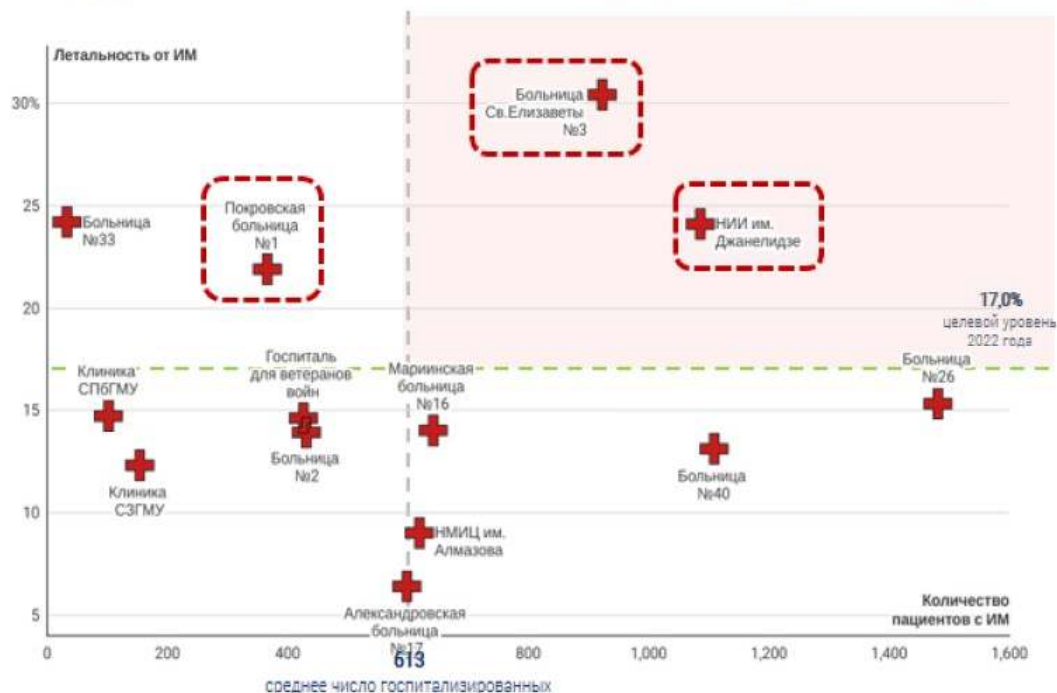 Летальность от ИМ
30%
25
20
15
10
5
Больница
Св.Елизаветы
№3
НИИ им.
Джанелидзе
Покровская
больница
№1
Больница
№33
17,0%
целевой уровень
2022 года
Клиника
СПбГМУ
Госпиталь
для ветеранов
войн
Мариинская
больница
№16
Больница
№26
Больница
№2
Клиника
СЗГМУ
Больница
№40
НМИЦ им.
Алмазова
Александровская
больница
№17
Количество
пациентов с ИМ
0
200
400
613
800
1,000
1,200
1,400
1,600
среднее число госпитализированных